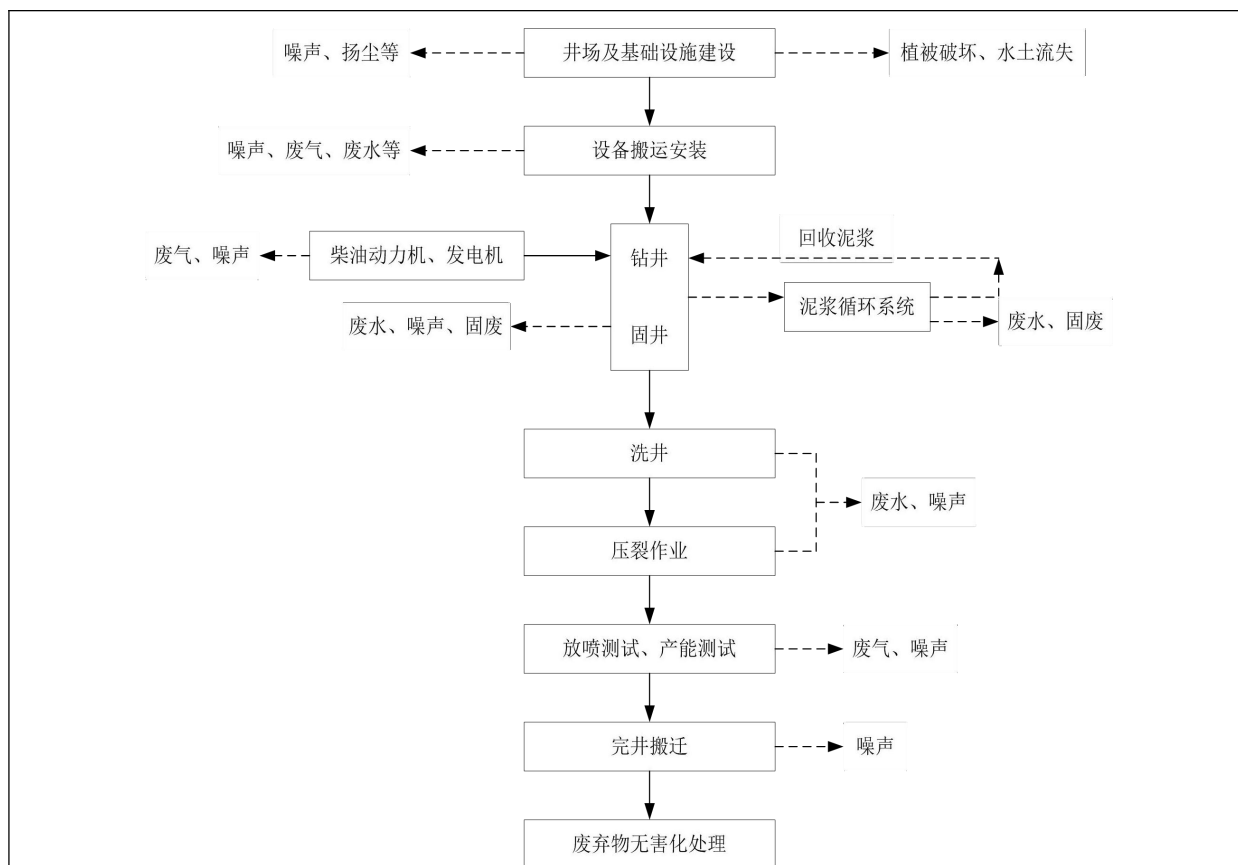 噪声、扬尘等
井场及基础设施建设
植被破坏、水土流失
噪声、废气、废水等
设备搬运安装
回收泥浆
废气、噪声
柴油动力机、发电机
钻井
泥浆循环系统
废水、噪声、固废
固井
废水、固废
洗井
废水、噪声
压裂作业
放喷测试、产能测试
废气、噪声
完井搬迁
噪声
废弃物无害化处理